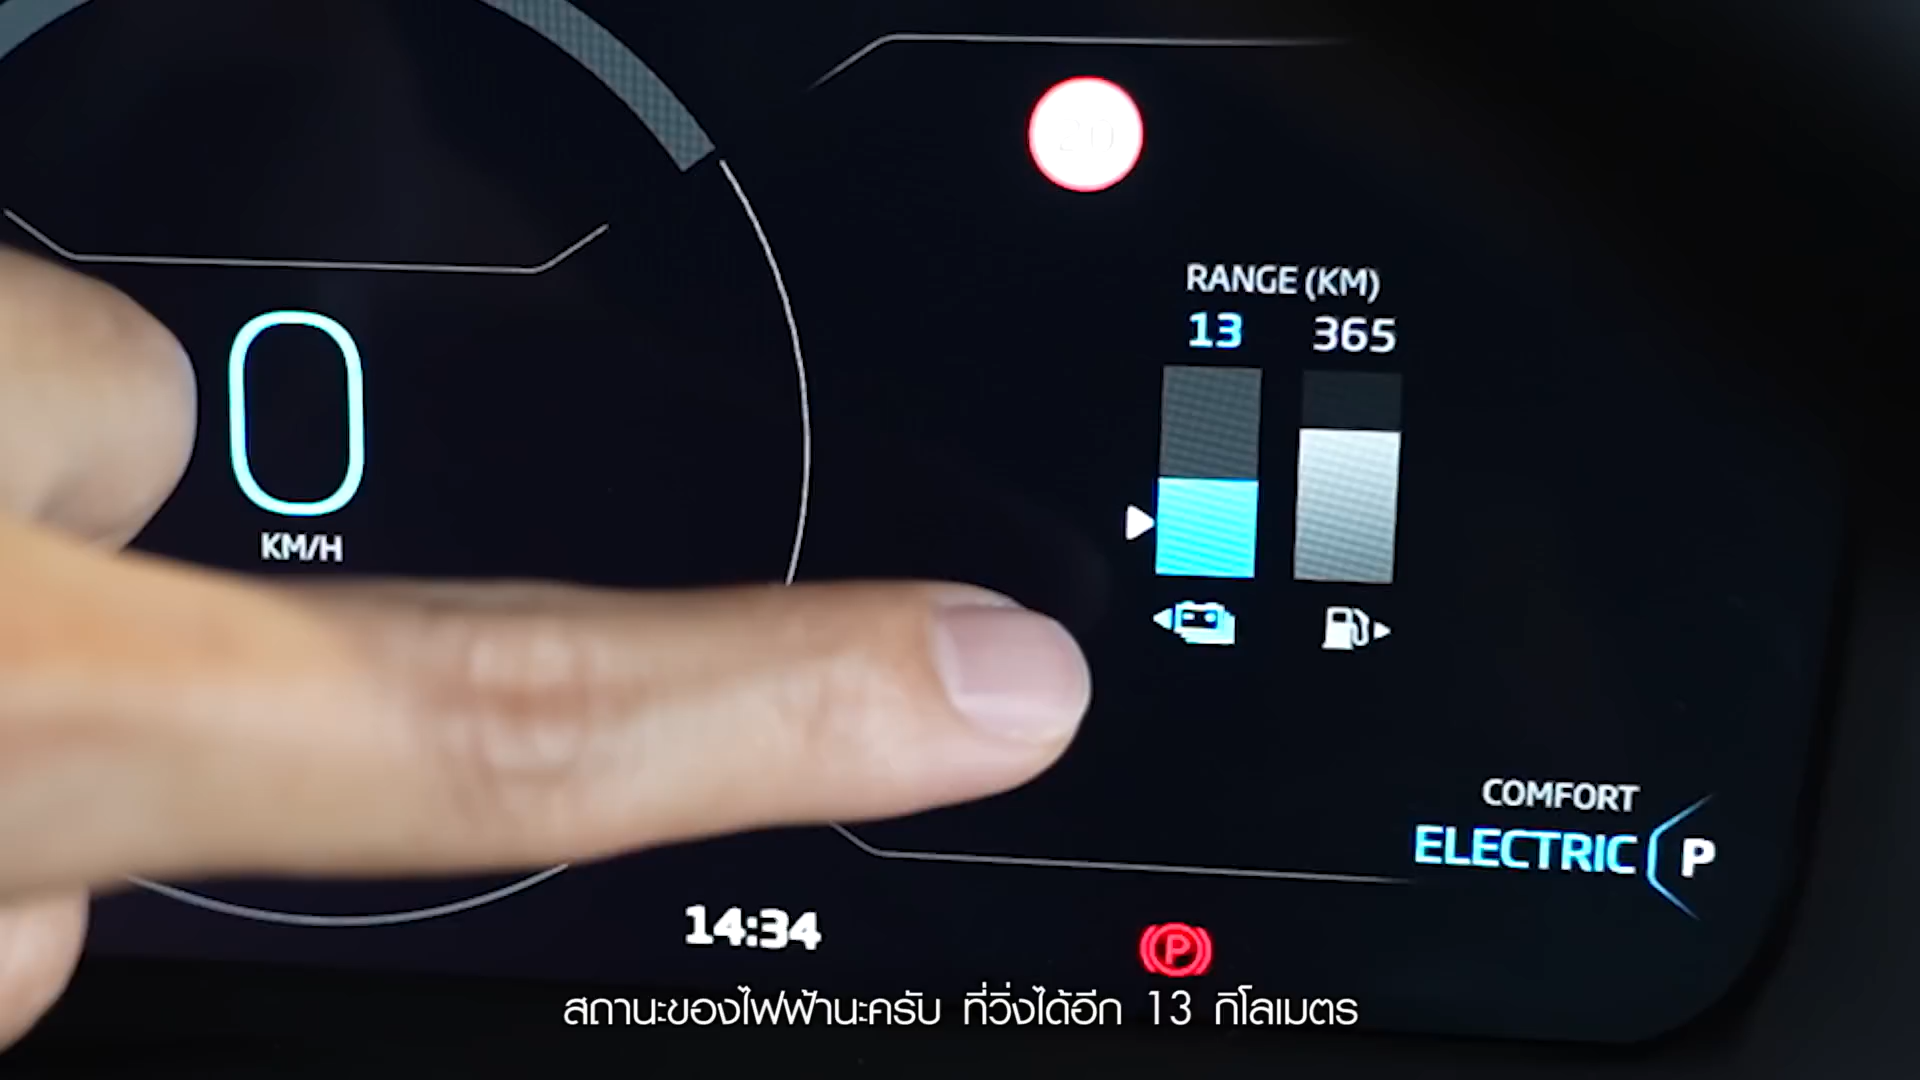 RANGE (KM)
13 365
0
KM/H
COMFORT
ELECTRIC P
14:34
P
สถานะของไฟฟ้านะครับ ที่วิ่งได้อีก 13 กิโลเมตร